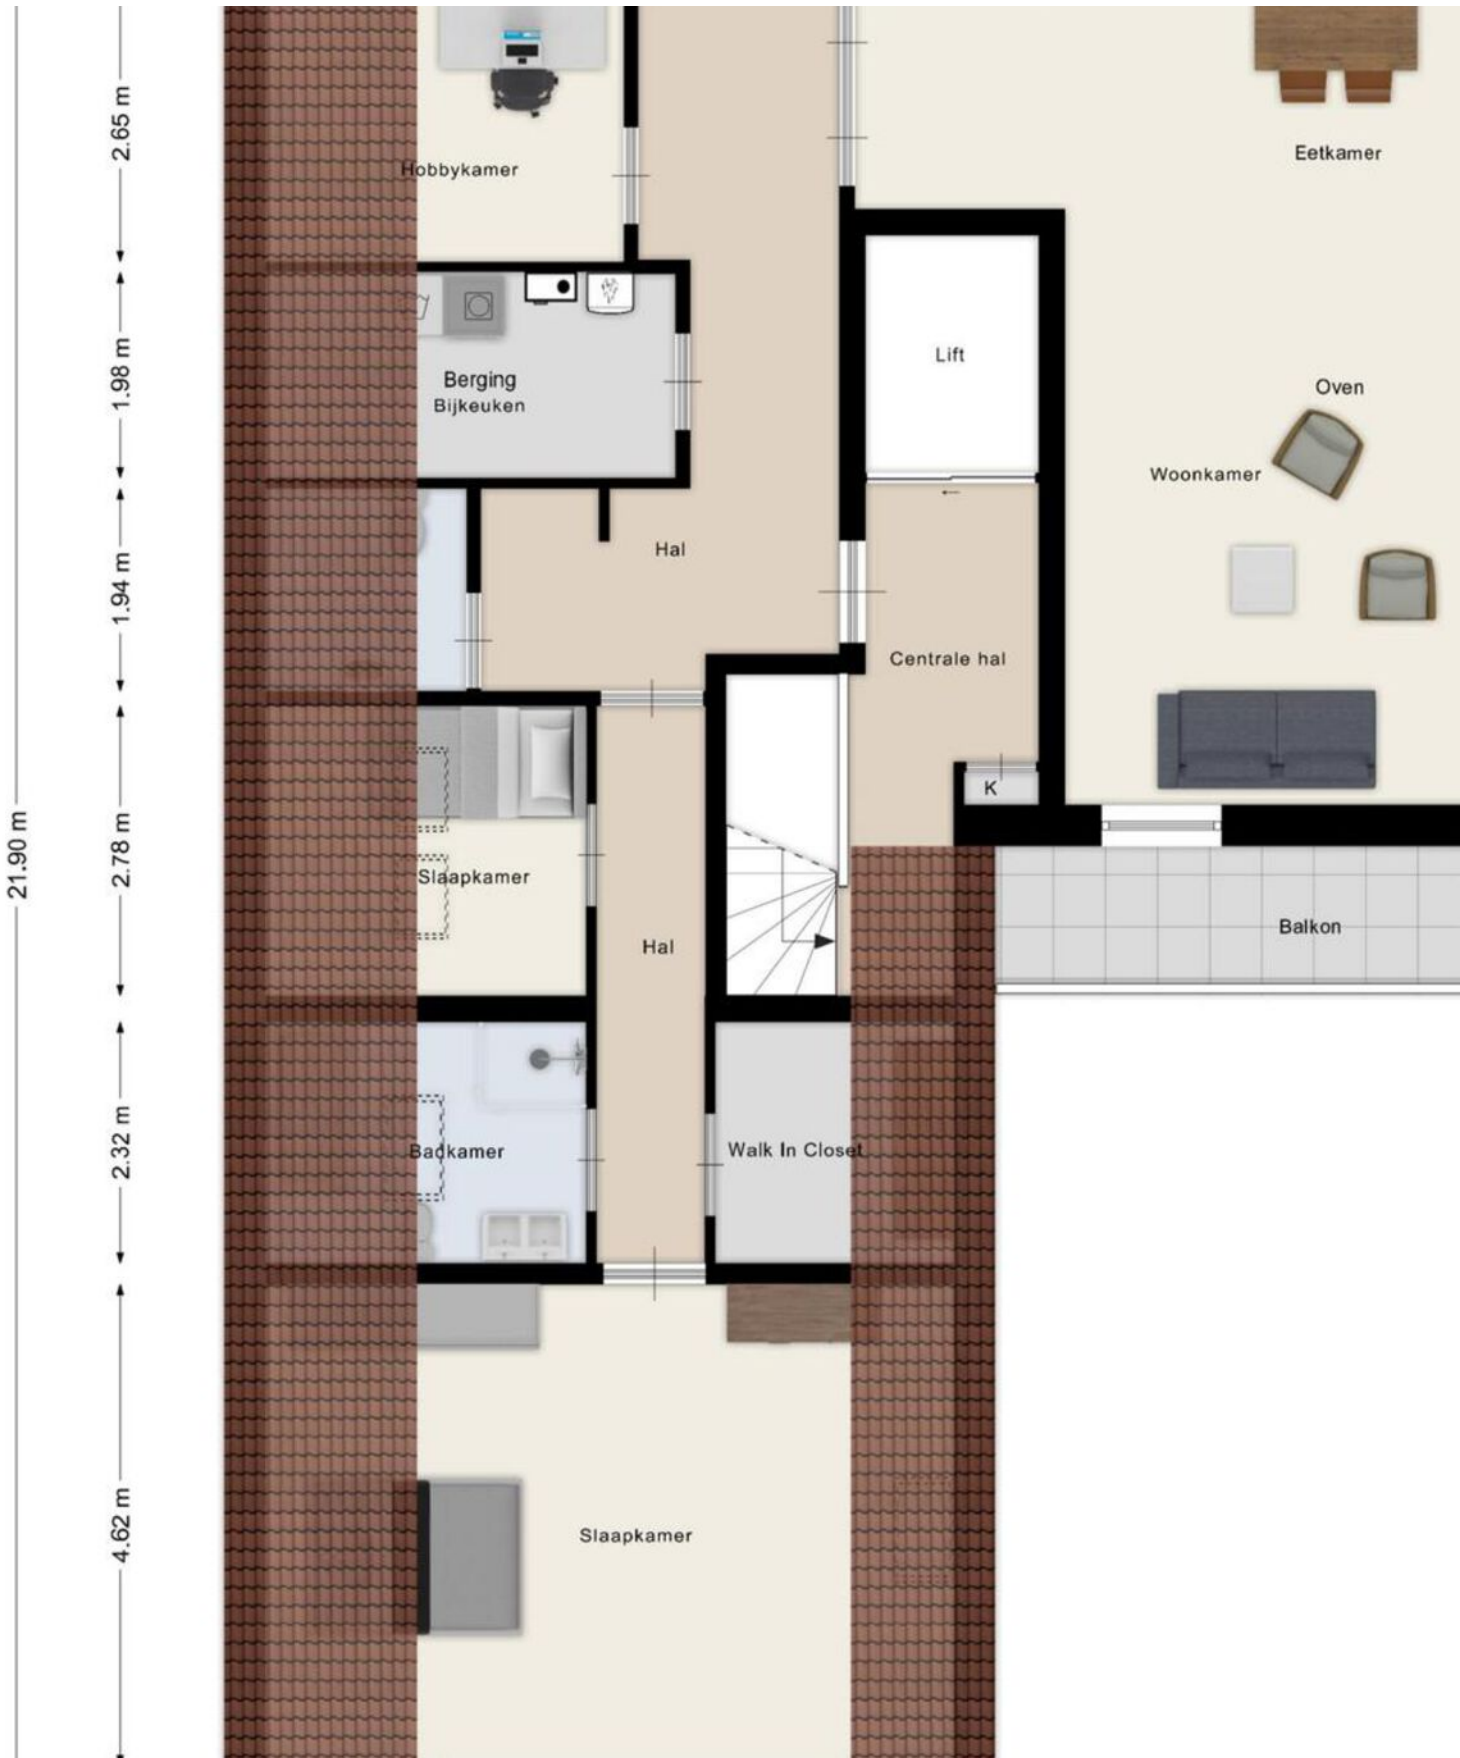 2.65 m
Hobbykamer
Eetkamer
1.98 m
Lift
Berging
Bijkeuken
Oven
Woonkamer
1.94 m
Hal
Centrale hal
K
21.90 m
2.78 m
Slaapkamer
Hal
Balkon
2.32 m
Badkamer
Walk In Closet
4.62 m
Slaapkamer